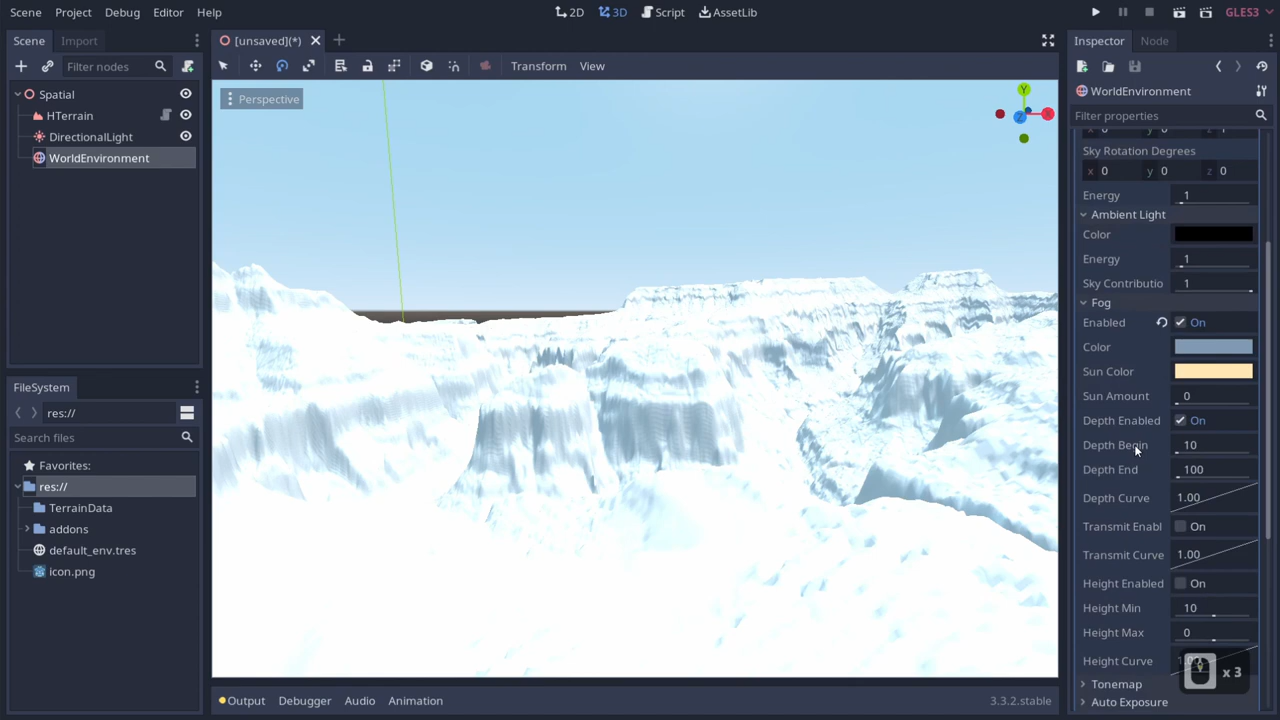 Scene Project Debug Editor Help
2D 3D Script AssetLib
GLES3
Scene Import
[unsaved](*)
Inspector Node
Filter nodes
Transform View
WorldEnvironment
Filter properties
Spatial
HTerrain
DirectionalLight
WorldEnvironment
Perspective
Y
Z X
Sky Rotation Degrees
x 0 y 0 z 0
Energy 1
Ambient Light
Color
Energy 1
Sky Contributio 1
Fog
Enabled On
Color
Sun Color
Sun Amount 0
Depth Enabled On
Depth Begin 10
Depth End 100
Depth Curve 1.00
Transmit Enabl On
Transmit Curve 1.00
Height Enabled On
Height Min 10
Height Max 0
Height Curve 1.00
Tonemap
Auto Exposure
x 3
FileSystem
res://
Search files
Favorites:
res://
TerrainData
addons
default_env.tres
icon.png
Output Debugger Audio Animation
3.3.2.stable